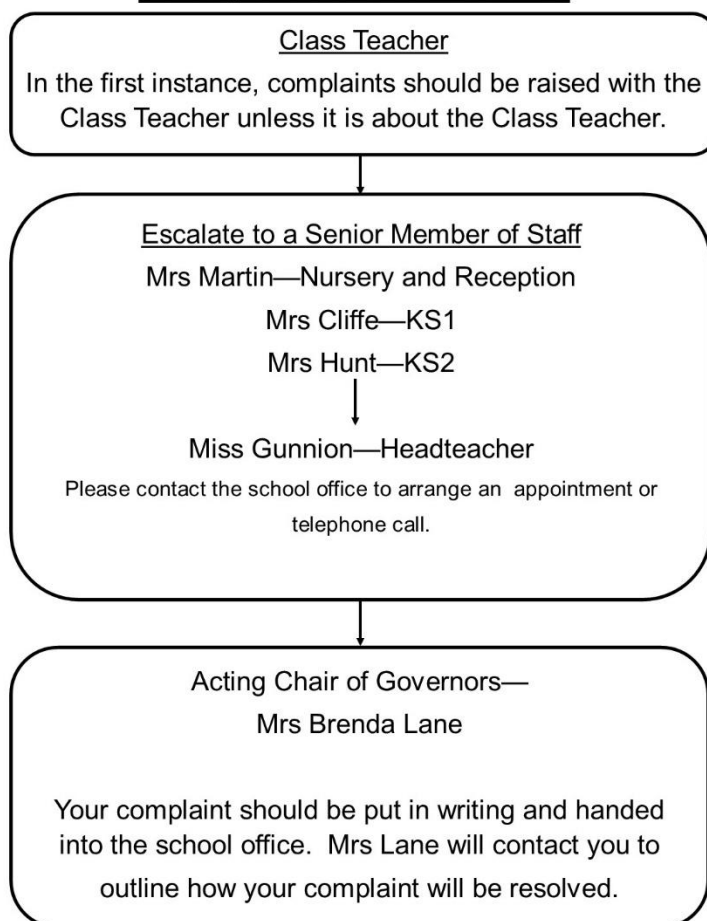 Class Teacher
In the first instance, complaints should be raised with the
Class Teacher unless it is about the Class Teacher.
Escalate to a Senior Member of Staff
Mrs Martin—Nursery and Reception
Mrs Cliffe—KS1
Mrs Hunt—KS2
Miss Gunnion—Headteacher
Please contact the school office to arrange an  appointment or
telephone call.
Acting Chair of Governors—
Mrs Brenda Lane
Your complaint should be put in writing and handed
into the school office.  Mrs Lane will contact you to
outline how your complaint will be resolved.